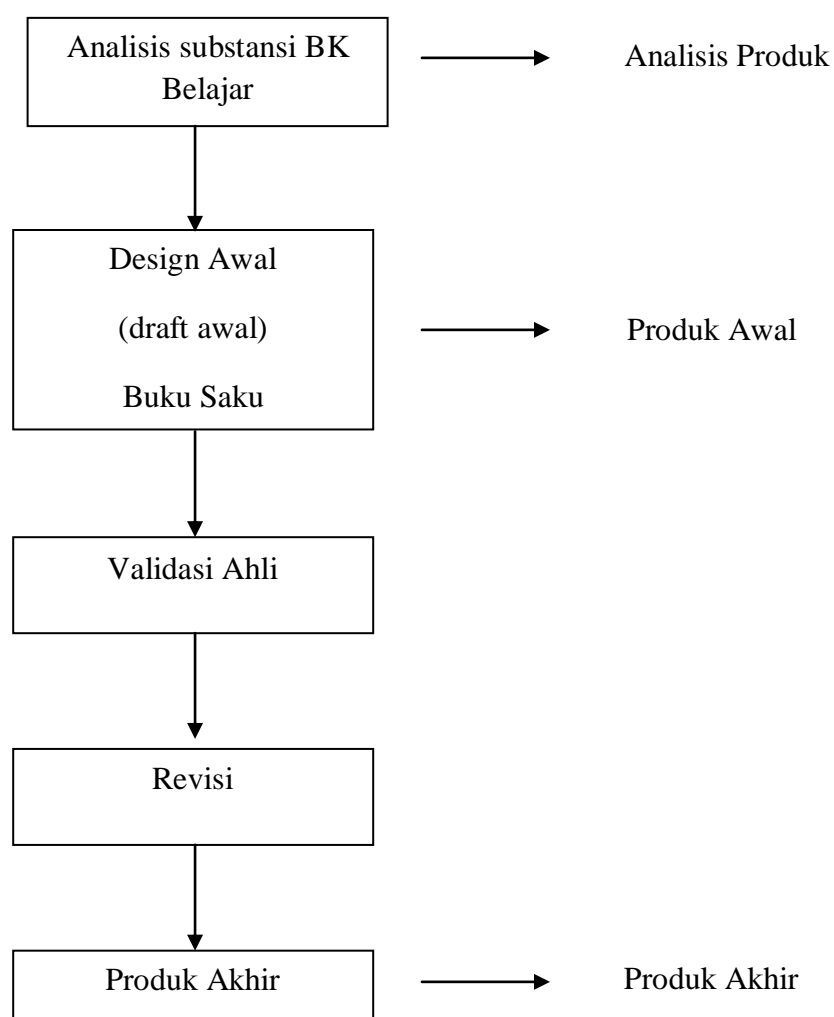 Analisis substansi BK
Belajar
Analisis Produk
Design Awal
(draft awal)
Buku Saku
Produk Awal
Validasi Ahli
Revisi
Produk Akhir
Produk Akhir